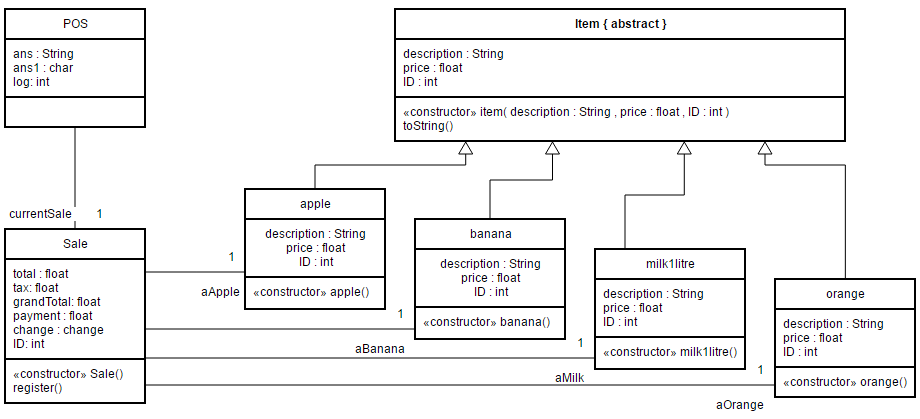 POS
ans : String
ans1 : char
log: int
Item { abstract }
description : String
price : float
ID : int
«constructor» item( description : String , price : float , ID : int )
toString()
currentSale
1
Sale
total : float
tax: float
grandTotal: float
payment : float
change : change
ID: int
«constructor» Sale()
register()
apple
description : String
price : float
ID : int
«constructor» apple()
1
aApple
banana
description : String
price : float
ID : int
«constructor» banana()
1
aBanana
milk1litre
description : String
price : float
ID : int
«constructor» milk1litre()
1
aMilk
orange
description : String
price : float
ID : int
«constructor» orange()
1
aOrange